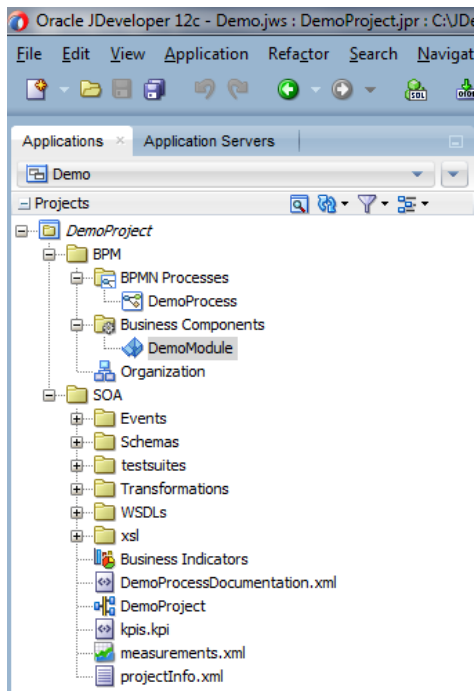 Oracle JDeveloper 12c - Demo.jws : DemoProject.jpr : C:\JDe
File Edit View Application Refactor Search Navigat
SQL
Applications × Application Servers
Demo
Projects
DemoProject
BPM
BPMN Processes
DemoProcess
Business Components
DemoModule
Organization
SOA
Events
Schemas
testsuites
Transformations
WSDLs
xsl
Business Indicators
DemoProcessDocumentation.xml
DemoProject
kpis.kpi
measurements.xml
projectInfo.xml